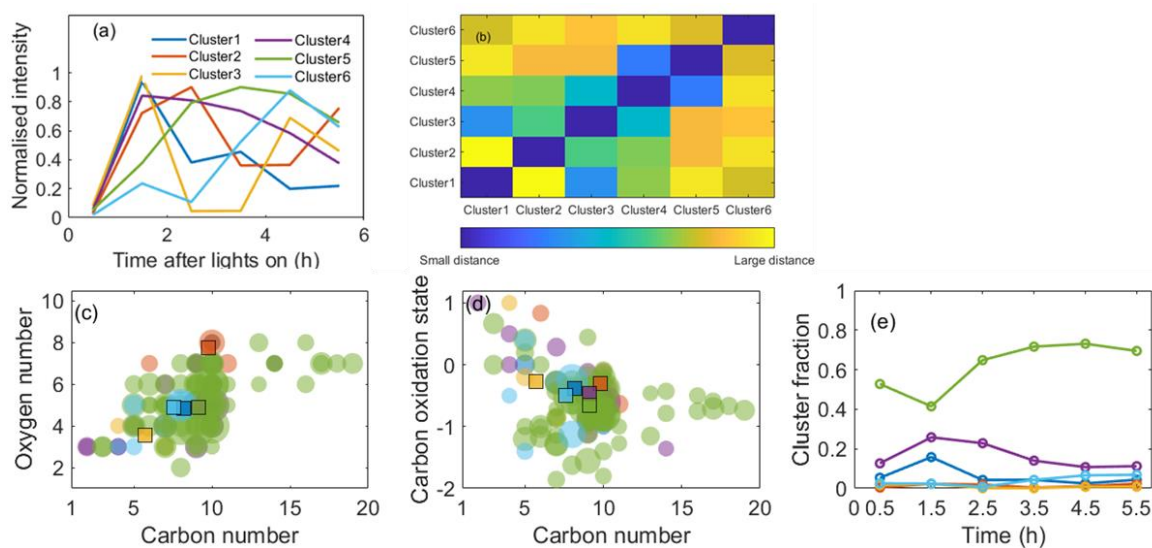 (a)
Cluster1
Cluster2
Cluster3
Cluster4
Cluster5
Cluster6
1
0.8
0.6
0.4
0.2
0
0
2
4
6
Normalised intensity
Time after lights on (h)
(b)
Cluster6
Cluster5
Cluster4
Cluster3
Cluster2
Cluster1
Cluster1 Cluster2 Cluster3 Cluster4 Cluster5 Cluster6
Small distance
Large distance
(c)
10
8
6
4
2
1 5 10 15 20
Oxygen number
Carbon number
(d)
1
0
-1
-2
1 5 10 15 20
Carbon oxidation state
Carbon number
(e)
1
0.8
0.6
0.4
0.2
0
0.5 1.5 2.5 3.5 4.5 5.5
Cluster fraction
Time (h)